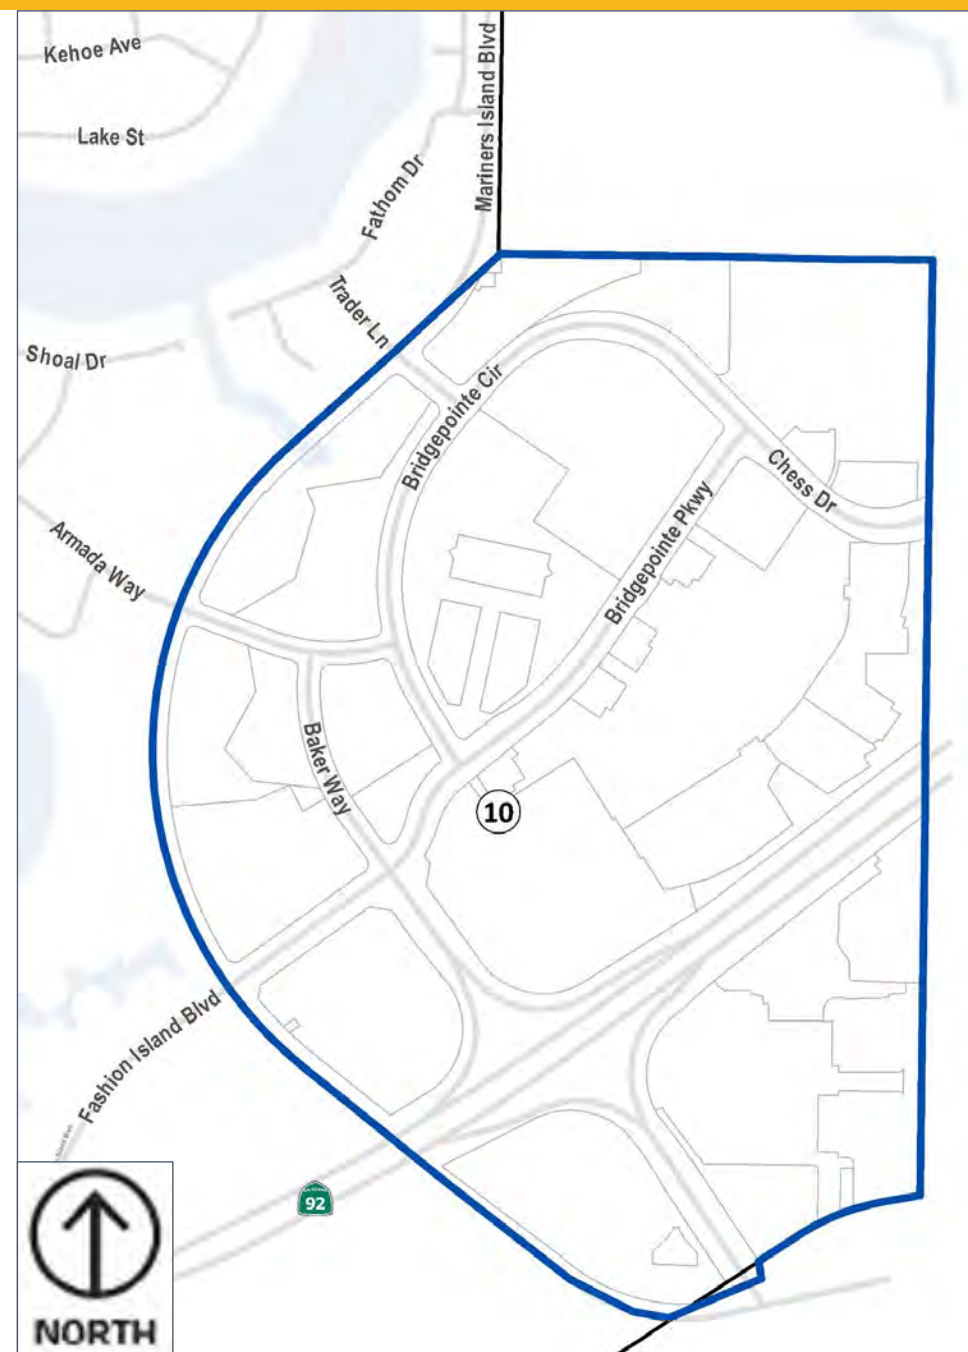 Kehoe Ave
Lake St
Mariners Island Blvd
Fathom Dr
Trader Ln
Shoal Dr
Bridgepointe Cir
Chess Dr
Bridgepointe Pkwy
Armada Way
Baker Way
10
Fashion Island Blvd
92
NORTH